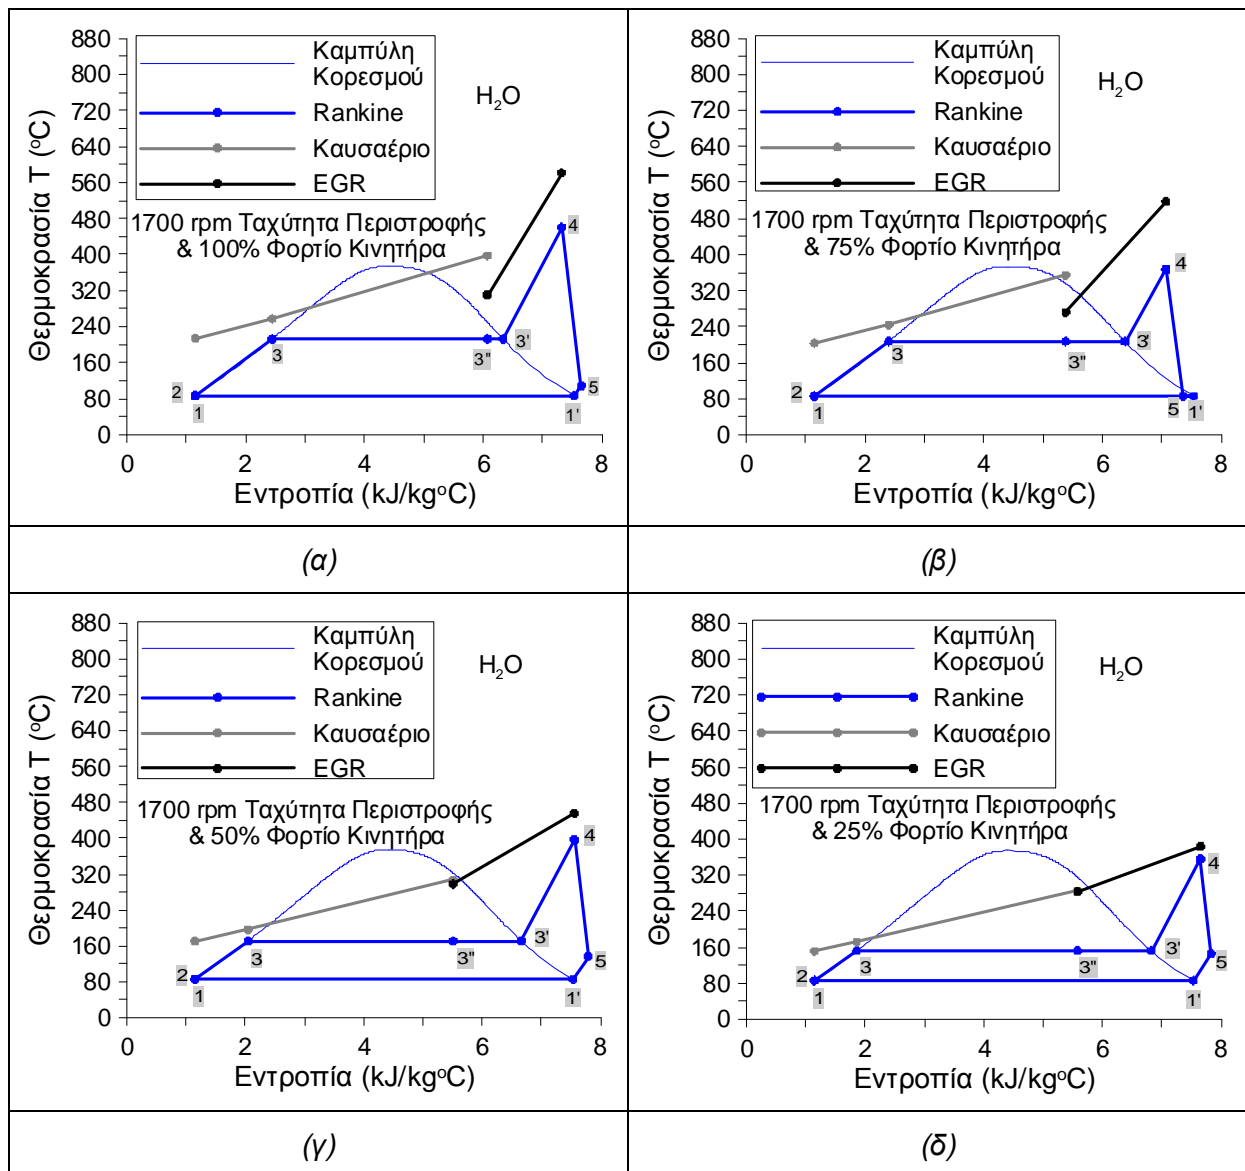 880
800
720
640
560
480
400
320
240
160
80
0
Θερμοκρασία Τ (°C)
Καμπύλη
Κορεσμού
Rankine
Καυσαέριο
EGR
H2O
1700 rpm Ταχύτητα Περιστροφής
& 100% Φορτίο Κινητήρα
4
3
3''
3'
2
1
5
1'
0 2 4 6 8
Εντροπία (kJ/kg°C)
(α)
880
800
720
640
560
480
400
320
240
160
80
0
Θερμοκρασία Τ (°C)
Καμπύλη
Κορεσμού
Rankine
Καυσαέριο
EGR
H2O
1700 rpm Ταχύτητα Περιστροφής
& 75% Φορτίο Κινητήρα
4
3
3''
3'
2
1
5
1'
0 2 4 6 8
Εντροπία (kJ/kg°C)
(β)
880
800
720
640
560
480
400
320
240
160
80
0
Θερμοκρασία Τ (°C)
Καμπύλη
Κορεσμού
Rankine
Καυσαέριο
EGR
H2O
1700 rpm Ταχύτητα Περιστροφής
& 50% Φορτίο Κινητήρα
4
3
3''
3'
2
1
5
1'
0 2 4 6 8
Εντροπία (kJ/kg°C)
(γ)
880
800
720
640
560
480
400
320
240
160
80
0
Θερμοκρασία Τ (°C)
Καμπύλη
Κορεσμού
Rankine
Καυσαέριο
EGR
H2O
1700 rpm Ταχύτητα Περιστροφής
& 25% Φορτίο Κινητήρα
4
3
3''
3'
2
1
5
1'
0 2 4 6 8
Εντροπία (kJ/kg°C)
(δ)